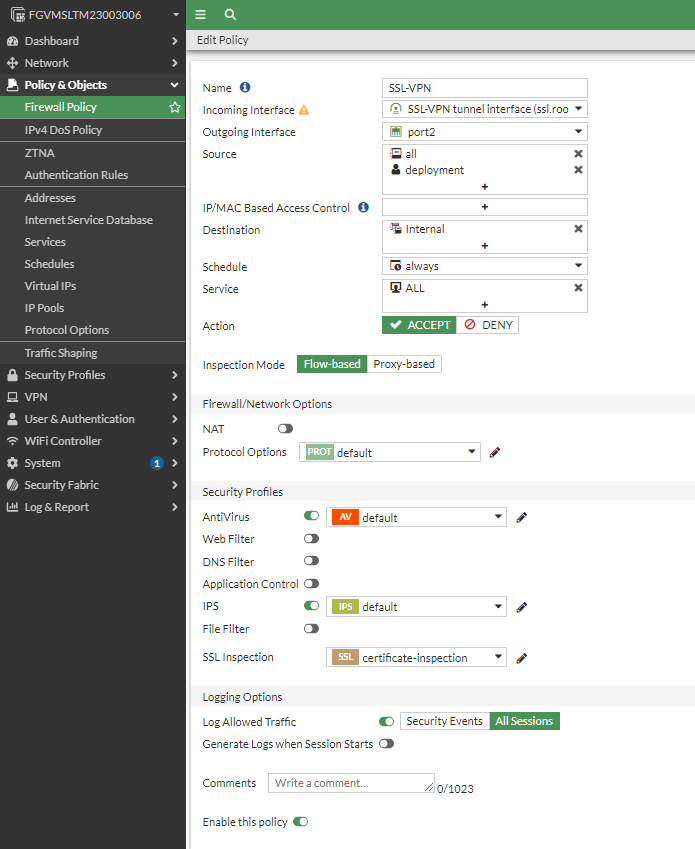 FGVMSLTM23003006
Edit Policy
Dashboard
Network
Policy & Objects
Firewall Policy
IPv4 DoS Policy
ZTNA
Authentication Rules
Addresses
Internet Service Database
Services
Schedules
Virtual IPs
IP Pools
Protocol Options
Traffic Shaping
Security Profiles
VPN
User & Authentication
WiFi Controller
System 1
Security Fabric
Log & Report
Name SSL-VPN
Incoming Interface SSL-VPN tunnel interface (ssl.roo
Outgoing Interface port2
Source all
deployment
+
IP/MAC Based Access Control +
Destination Internal
+
Schedule always
Service ALL
+
Action ACCEPT DENY
Inspection Mode Flow-based Proxy-based
Firewall/Network Options
NAT
Protocol Options PROT default
Security Profiles
AntiVirus AV default
Web Filter
DNS Filter
Application Control
IPS IPS default
File Filter
SSL Inspection SSL certificate-inspection
Logging Options
Log Allowed Traffic Security Events All Sessions
Generate Logs when Session Starts
Comments Write a comment... 0/1023
Enable this policy